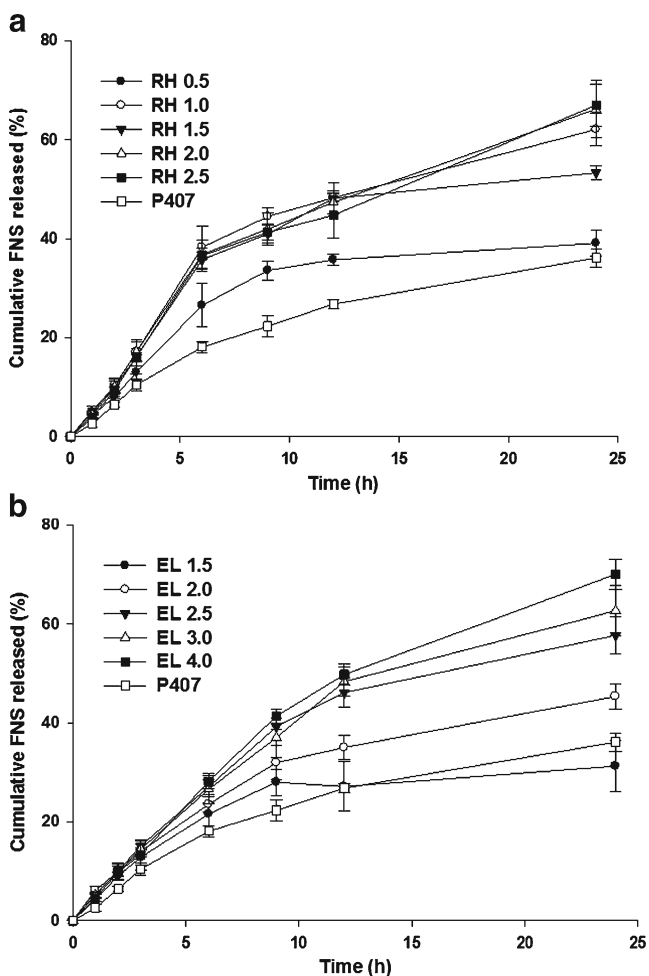 a
80
60
40
20
0
Cumulative FNS released (%)
RH 0.5
RH 1.0
RH 1.5
RH 2.0
RH 2.5
P407
0 5 10 15 20 25
Time (h)
b
80
60
40
20
0
Cumulative FNS released (%)
EL 1.5
EL 2.0
EL 2.5
EL 3.0
EL 4.0
P407
0 5 10 15 20 25
Time (h)